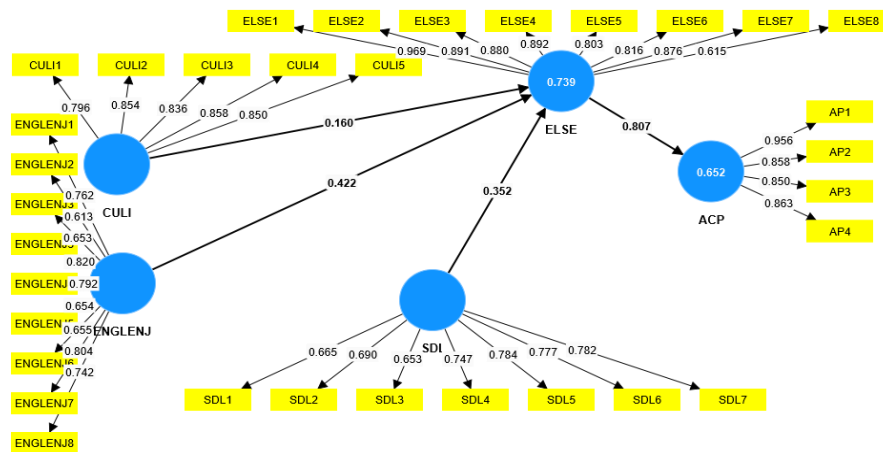 ELSE1 ELSE2 ELSE3 ELSE4 ELSE5 ELSE6 ELSE7 ELSE8
0.969 0.891 0.880 0.892 0.803 0.816 0.876 0.615
CULI1 CULI2 CULI3 CULI4 CULI5
0.796 0.854 0.836 0.858 0.850
0.739
ELSE
0.160
0.807
0.422
0.352
0.652
ACP
AP1
AP2
AP3
AP4
0.956
0.858
0.850
0.863
CULI
ENGLENJ1
ENGLENJ2
ENGLENJ3
ENGLENJ6
ENGLENJ7
ENGLENJ8
0.762
0.613
0.653
0.820
0.792
0.654
0.655
0.804
0.742
ENGLENJ
SDL
0.665 0.690 0.653 0.747 0.784 0.777 0.782
SDL1 SDL2 SDL3 SDL4 SDL5 SDL6 SDL7